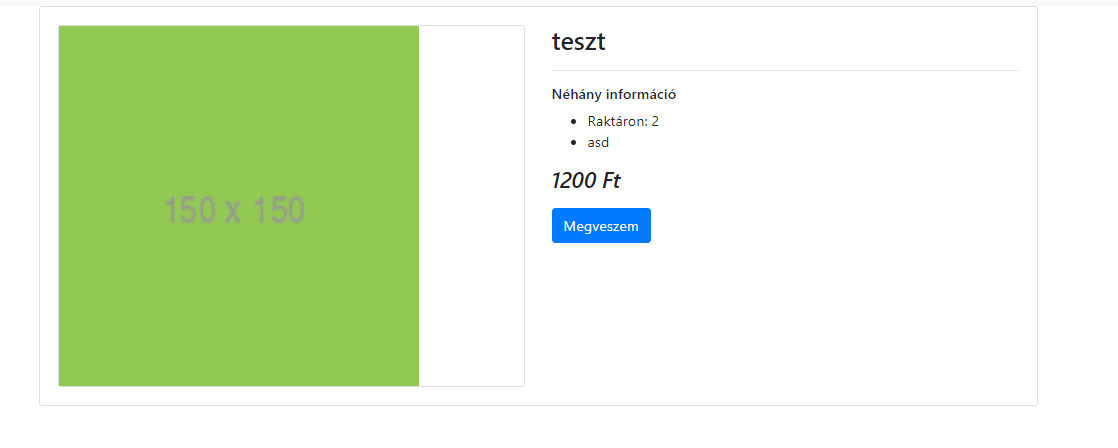 150 x 150
teszt
Néhány információ
Raktáron: 2
asd
1200 Ft
Megveszem